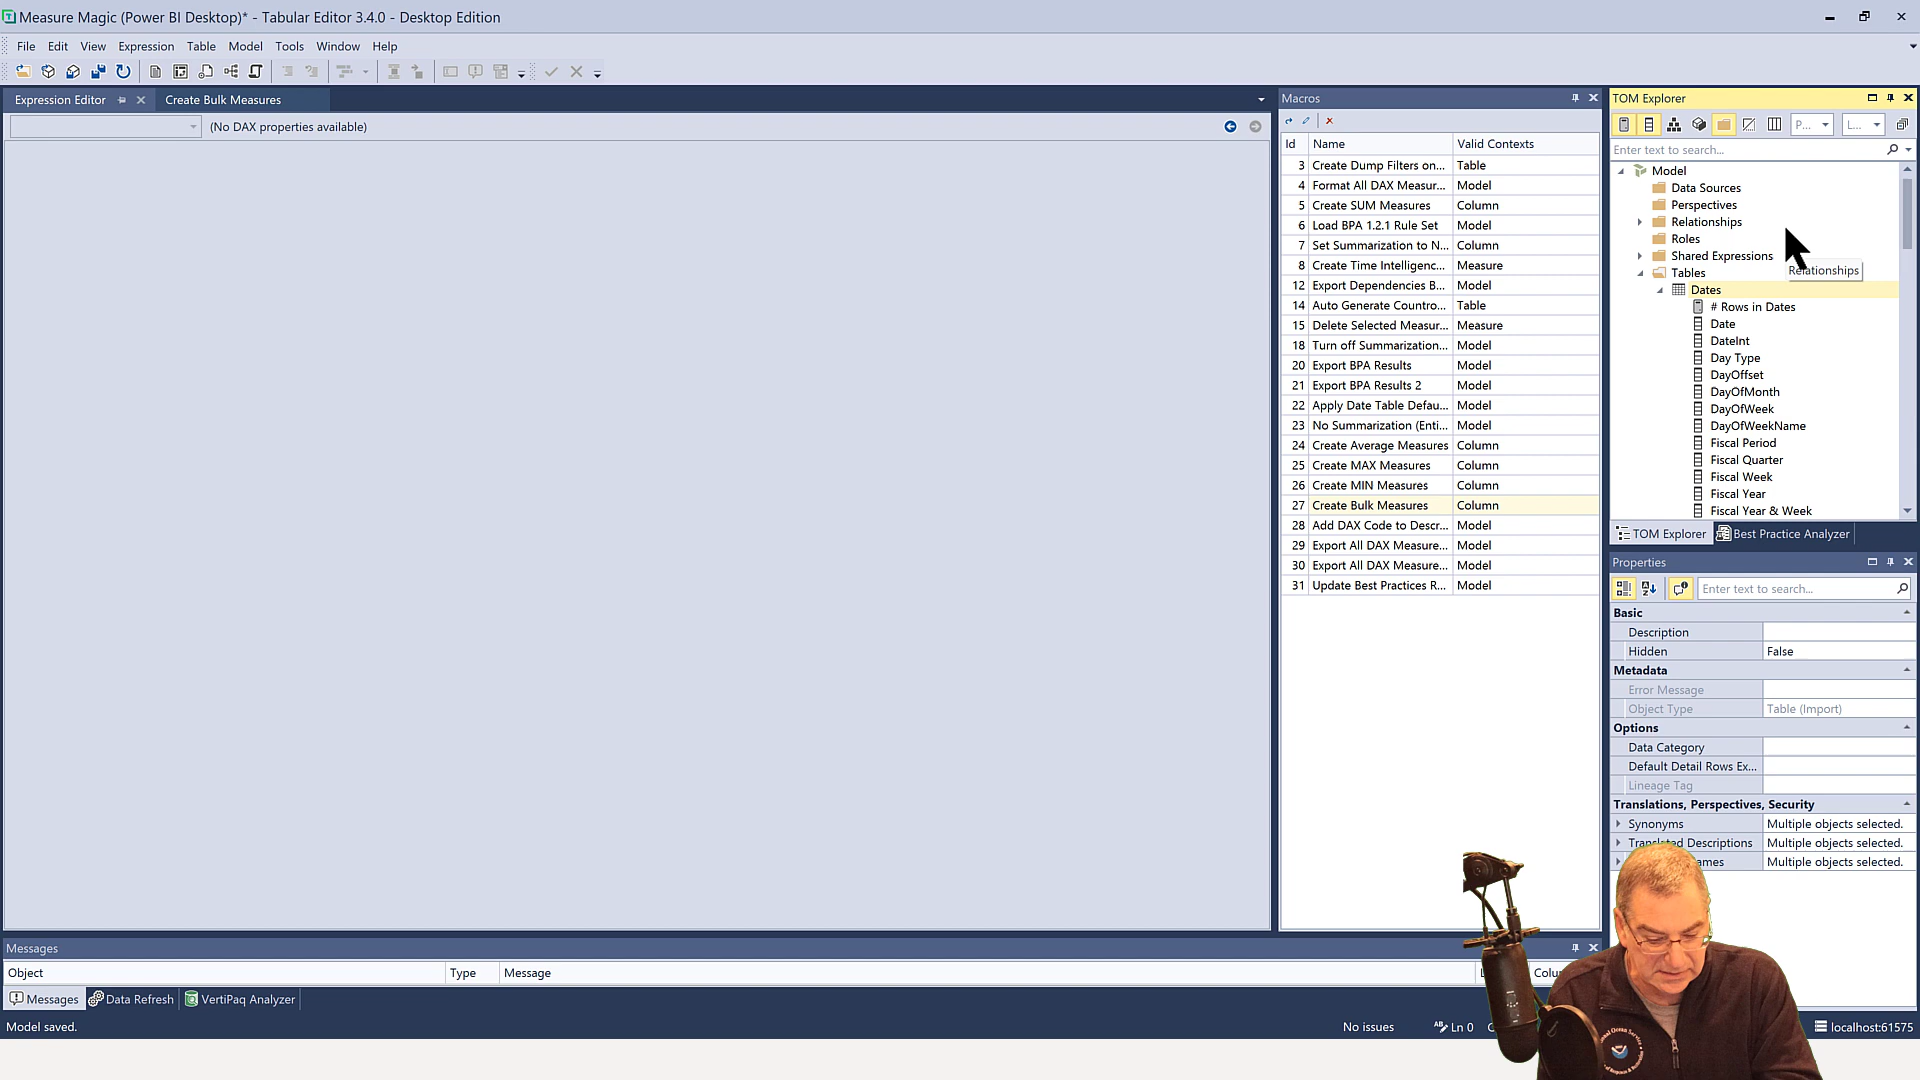 Measure Magic (Power BI Desktop)* - Tabular Editor 3.4.0 - Desktop Edition
File Edit View Expression Table Model Tools Window Help
Expression Editor Create Bulk Measures
(No DAX properties available)
Macros
Id Name Valid Contexts
3 Create Dump Filters on... Table
4 Format All DAX Measur... Model
5 Create SUM Measures Column
6 Load BPA 1.2.1 Rule Set Model
7 Set Summarization to N... Column
8 Create Time Intelligenc... Measure
12 Export Dependencies B... Model
14 Auto Generate Countro... Table
15 Delete Selected Measur... Measure
18 Turn off Summarization... Model
20 Export BPA Results Model
21 Export BPA Results 2 Model
22 Apply Date Table Defau... Model
23 No Summarization (Enti... Model
24 Create Average Measures Column
25 Create MAX Measures Column
26 Create MIN Measures Column
27 Create Bulk Measures Column
28 Add DAX Code to Descr... Model
29 Export All DAX Measure... Model
30 Export All DAX Measure... Model
31 Update Best Practices R... Model
TOM Explorer
P... L...
Enter text to search...
Model
Data Sources
Perspectives
Relationships
Roles
Shared Expressions
Relationships
Tables
Dates
# Rows in Dates
Date
DateInt
Day Type
DayOffset
DayOfMonth
DayOfWeek
DayOfWeekName
Fiscal Period
Fiscal Quarter
Fiscal Week
Fiscal Year
Fiscal Year & Week
TOM Explorer Best Practice Analyzer
Properties
Enter text to search...
Basic
Description
Hidden False
Metadata
Error Message
Object Type Table (Import)
Options
Data Category
Default Detail Rows Ex...
Lineage Tag
Translations, Perspectives, Security
Synonyms Multiple objects selected.
Translated Descriptions Multiple objects selected.
Multiple objects selected.
Messages
Object Type Message
Messages Data Refresh VertiPaq Analyzer
Model saved.
No issues Ln 0 localhost:61575